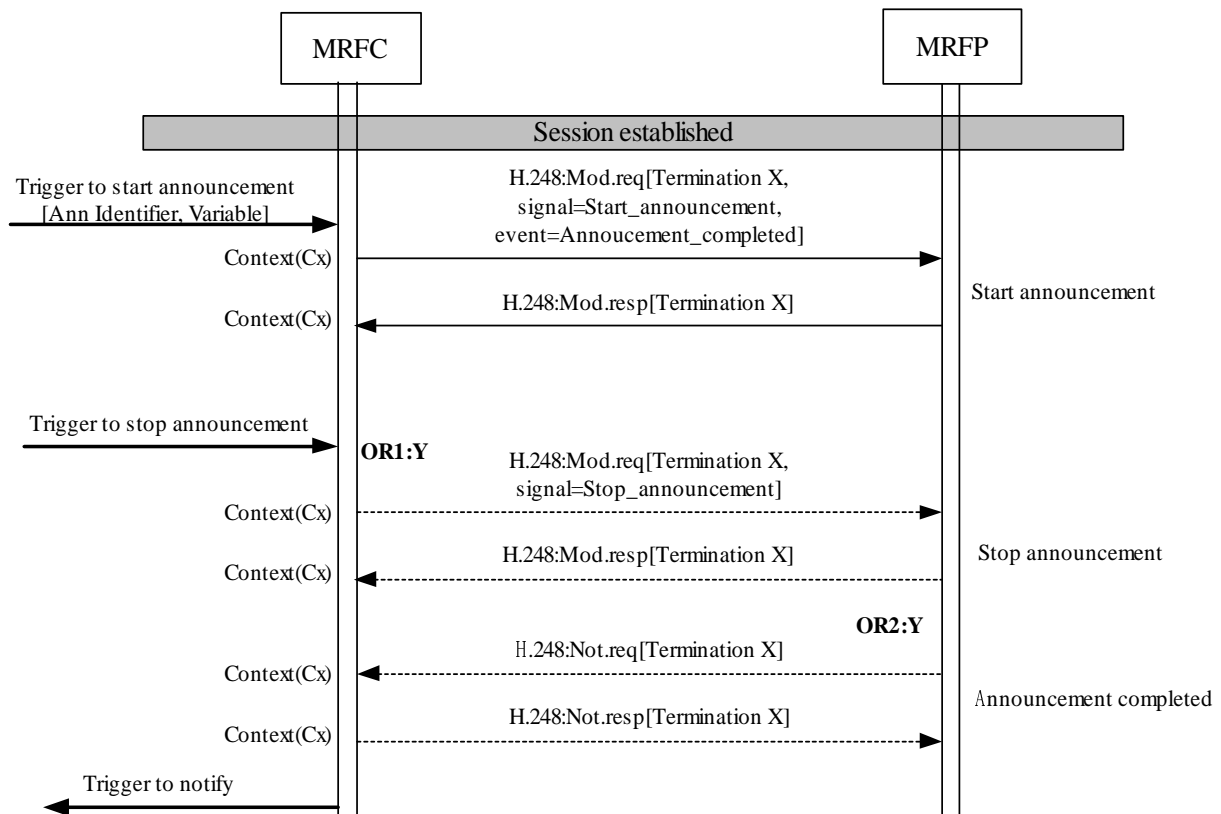 MRFC
MRFP
Session established
Trigger to start announcement
[Ann Identifier, Variable]
H.248:Mod.req[Termination X,
signal=Start_announcement,
event=Annoucement_completed]
Context(Cx)
Start announcement
H.248:Mod.resp[Termination X]
Context(Cx)
Trigger to stop announcement
OR1:Y
H.248:Mod.req[Termination X,
signal=Stop_announcement]
Context(Cx)
Stop announcement
H.248:Mod.resp[Termination X]
Context(Cx)
OR2:Y
H.248:Not.req[Termination X]
Context(Cx)
Announcement completed
H.248:Not.resp[Termination X]
Context(Cx)
Trigger to notify